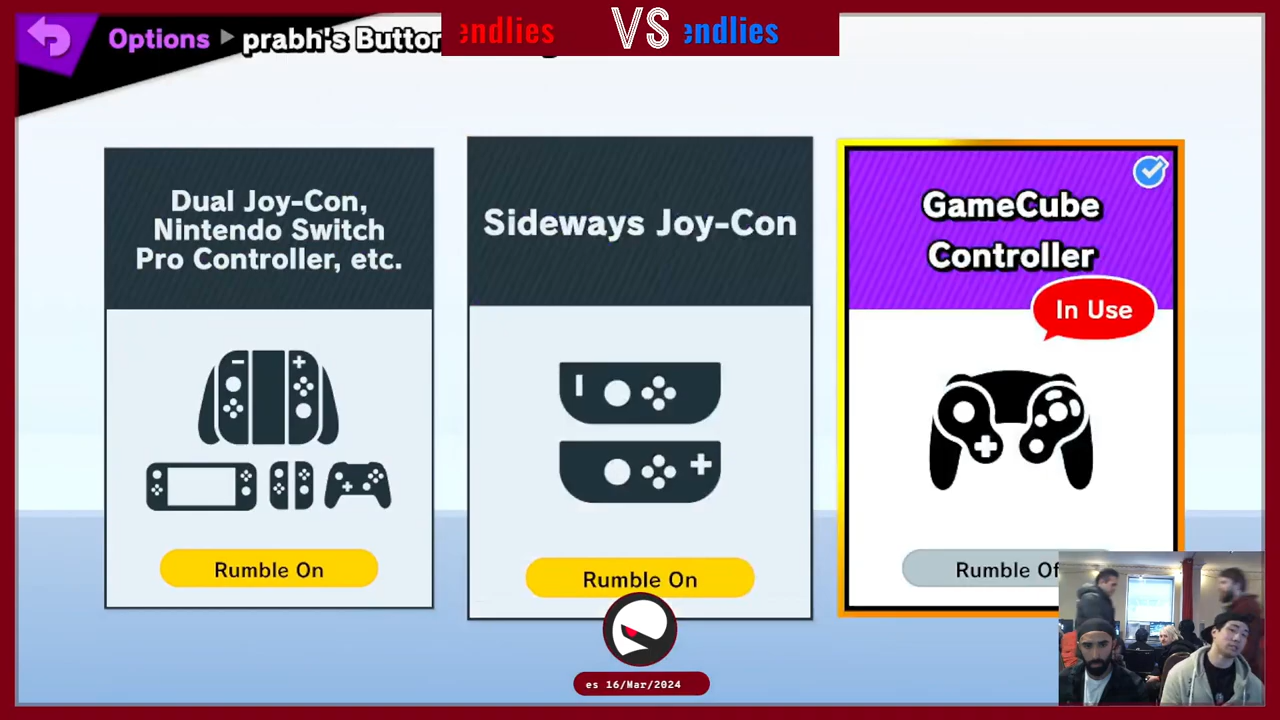 endlies VS endlies
Options ▶ prabh's Button
Dual Joy-Con,
Nintendo Switch
Pro Controller, etc.
Rumble On
Sideways Joy-Con
Rumble On
GameCube
Controller
In Use
Rumble Of
es 16/Mar/2024